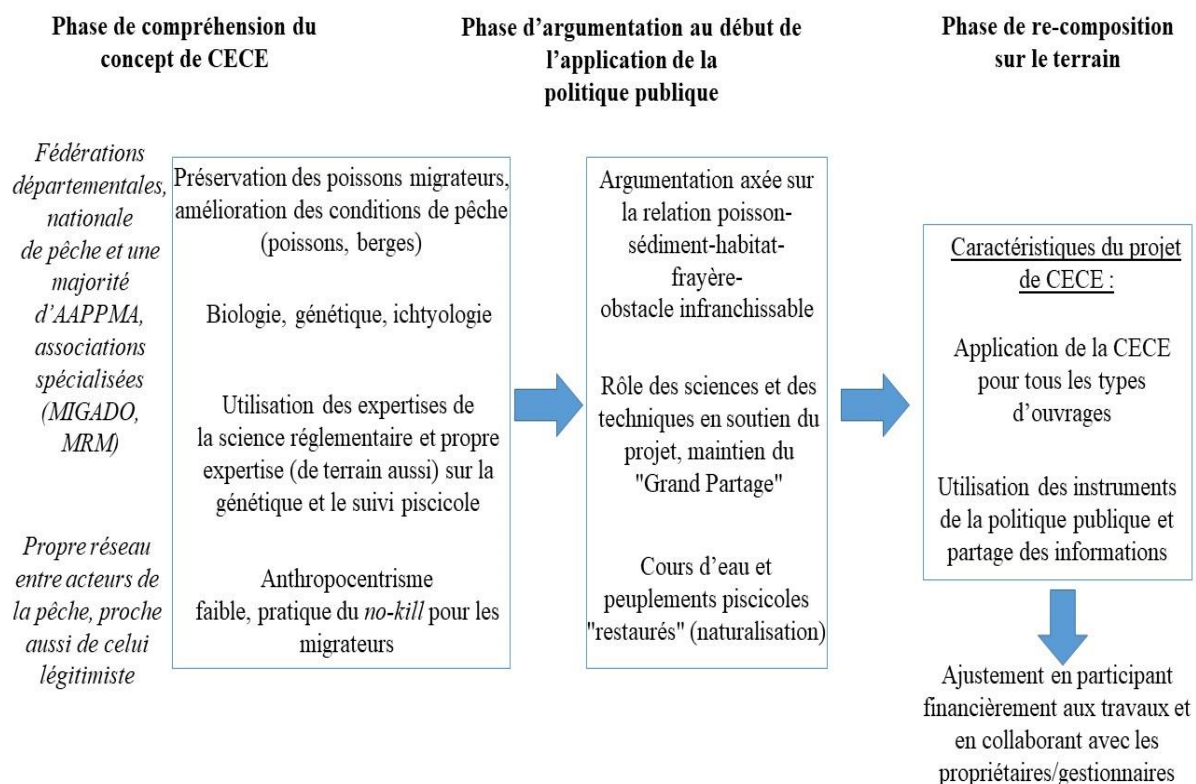 Phase de compréhension du
concept de CECE
Phase d’argumentation au début de
l’application de la
politique publique
Phase de re-composition
sur le terrain
Fédérations
départementales,
nationale
de pêche et une
majorité
d’AAPPMA,
associations
spécialisées
(MIGADO,
MRM)
Propre réseau
entre acteurs de
la pêche, proche
aussi de celui
légitimiste
Préservation des poissons migrateurs,
amélioration des conditions de pêche
(poissons, berges)
Biologie, génétique, ichtyologie
Utilisation des expertises de
la science réglementaire et propre
expertise (de terrain aussi) sur la
génétique et le suivi piscicole
Anthropocentrisme
faible, pratique du no-kill pour les
migrateurs
Argumentation axée sur
la relation poisson-
sédiment-habitat-
frayère-
obstacle infranchissable
Rôle des sciences et des
techniques en soutien du
projet, maintien du
"Grand Partage"
Cours d’eau et
peuplements piscicoles
"restaurés" (naturalisation)
Caractéristiques du projet
de CECE :
Application de la CECE
pour tous les types
d’ouvrages
Utilisation des instruments
de la politique publique et
partage des informations
Ajustement en participant
financièrement aux travaux et
en collaborant avec les
propriétaires/gestionnaires